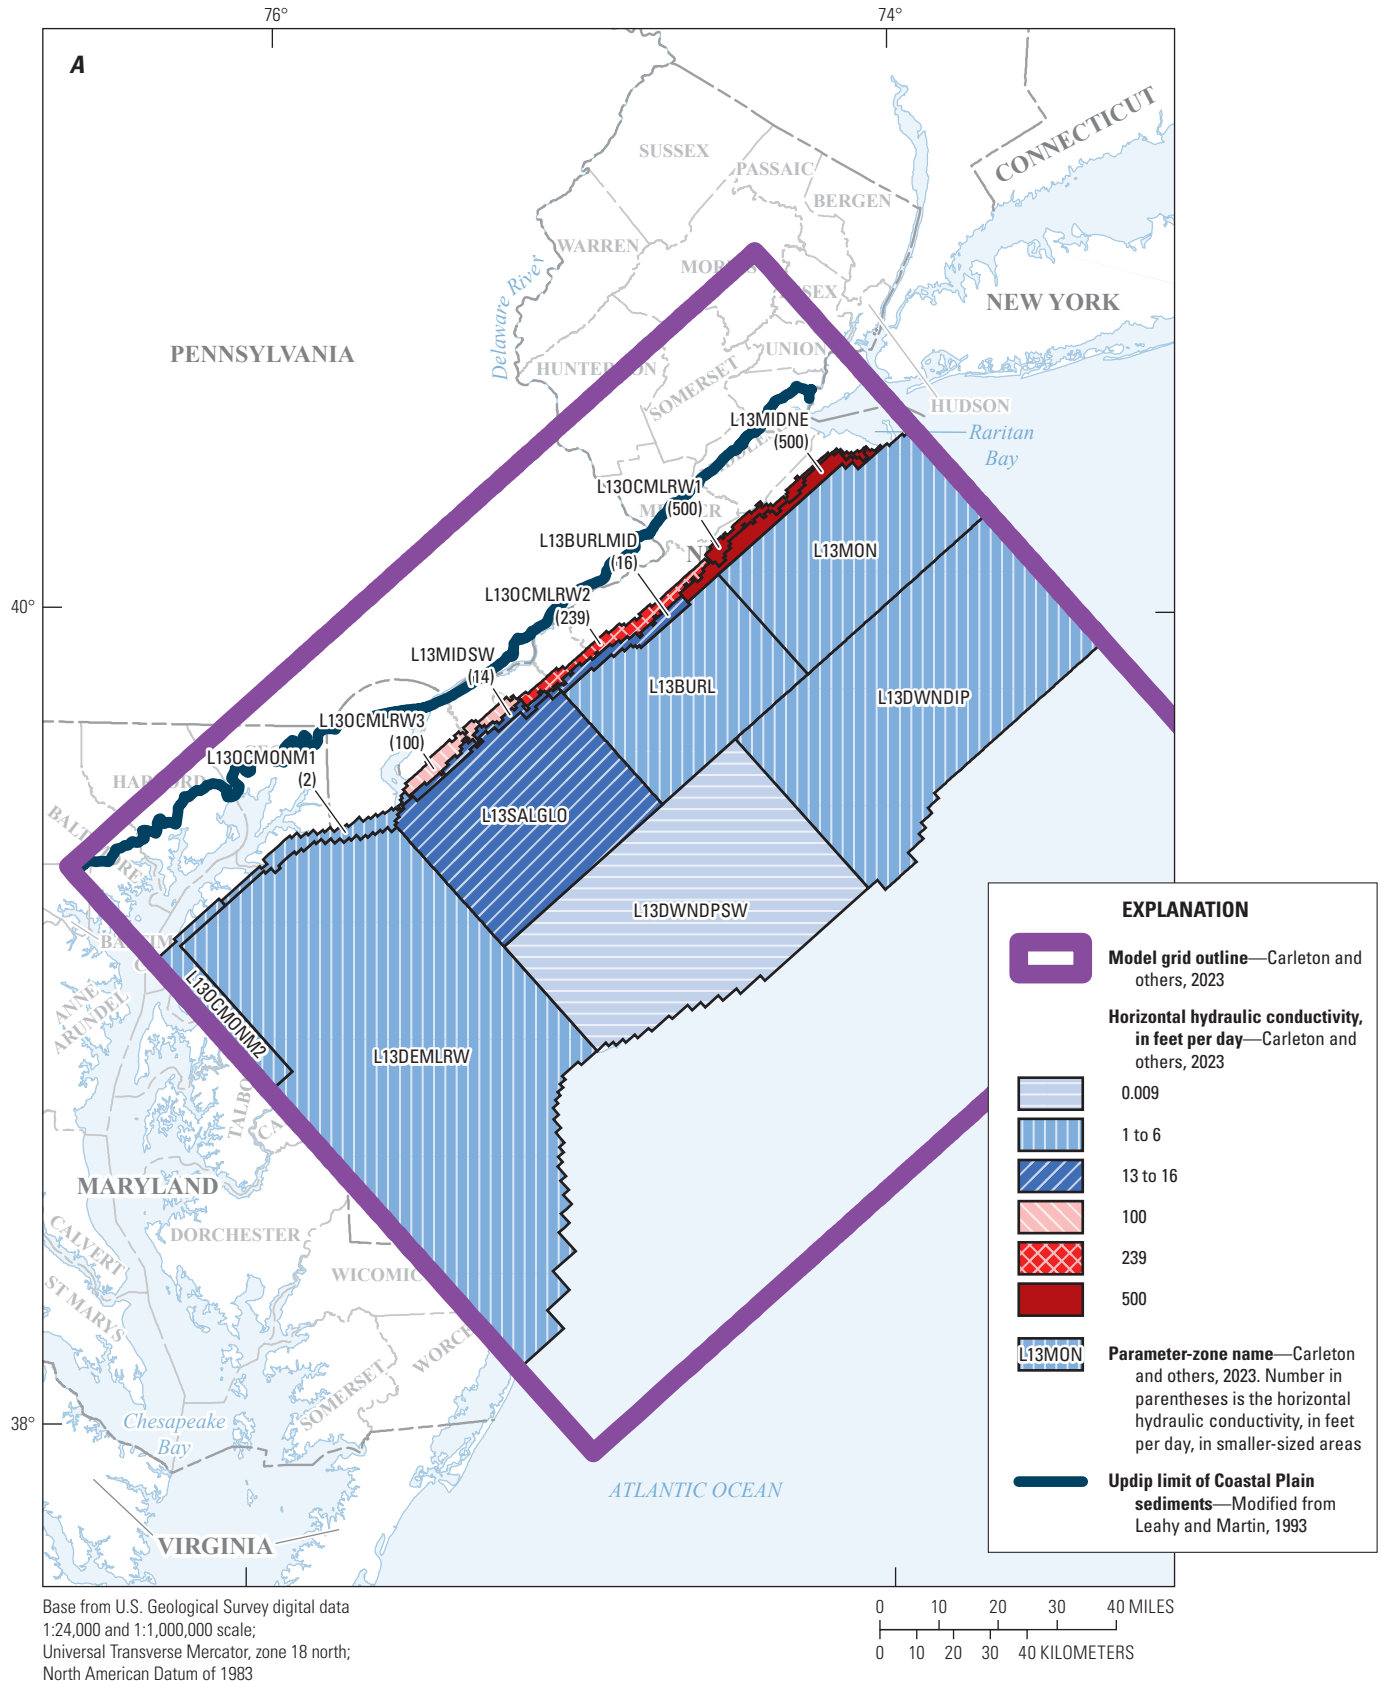 76°
74°
A
CONNECTICUT
SUSSEX
PASSAIC
BERGEN
WARREN
Delaware River
NEW YORK
PENNSYLVANIA
UNION
SOMERSET
HUDSON
L13MIDNE
(500)
Raritan
Bay
L13OCMLRW1
(500)
L13BURLMID
(16)
L13MON
L13OCMLRW2
(239)
40°
L13MIDSW
(14)
L13BURL
L13DWNDIP
L13OCMLRW3
(100)
L13OCMONM1
(2)
L13SALGLO
L13DWNDPSW
ANNE
ARUNDEL
L13OCMONM2
L13DEMLRW
MARYLAND
CALVERT
DORCHESTER
ST MARYS
WICOMIC
WORC
SOMERSET
38°
Chesapeake
Bay
ATLANTIC OCEAN
VIRGINIA
EXPLANATION
Model grid outline—Carleton and
others, 2023
Horizontal hydraulic conductivity,
in feet per day—Carleton and
others, 2023
0.009
1 to 6
13 to 16
100
239
500
L13MON
Parameter-zone name—Carleton
and others, 2023. Number in
parentheses is the horizontal
hydraulic conductivity, in feet
per day, in smaller-sized areas
Updip limit of Coastal Plain
sediments—Modified from
Leahy and Martin, 1993
Base from U.S. Geological Survey digital data
1:24,000 and 1:1,000,000 scale;
Universal Transverse Mercator, zone 18 north;
North American Datum of 1983
0 10 20 30 40 MILES
0 10 20 30 40 KILOMETERS